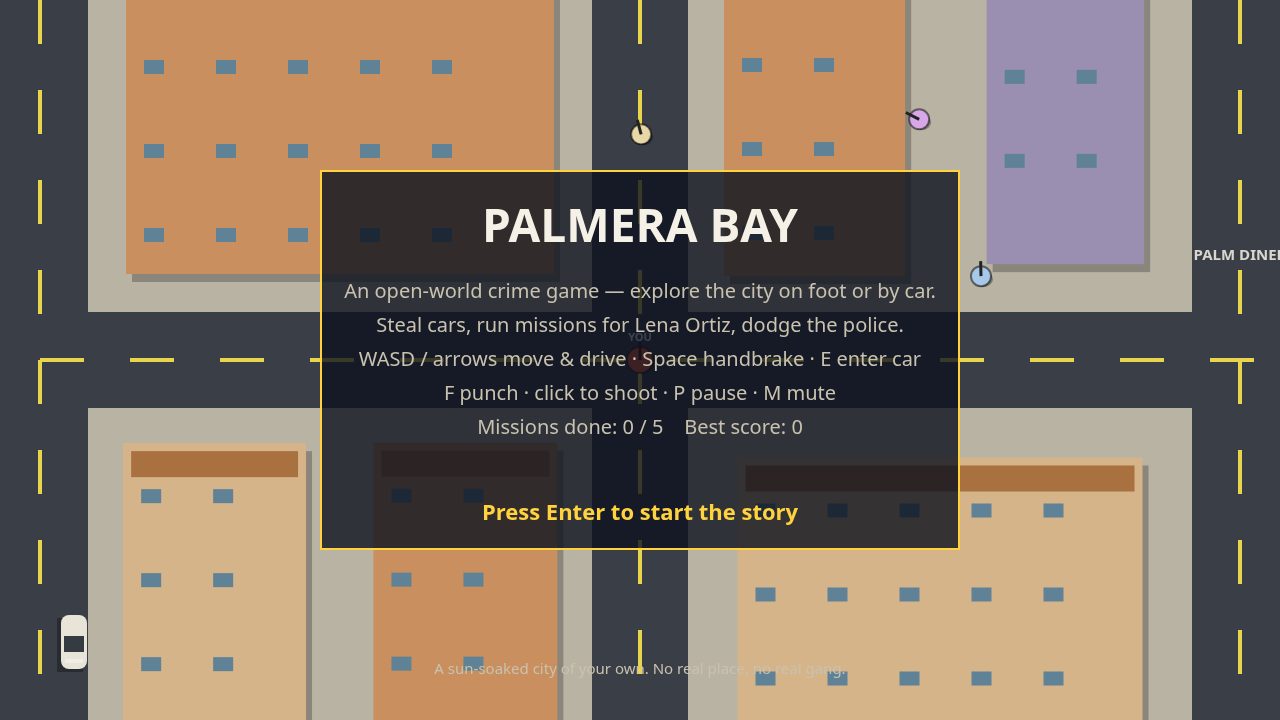 PALMERA BAY
PALM DINE
An open-world crime game — explore the city on foot or by car.
Steal cars, run missions for Lena Ortiz, dodge the police.
YOU
WASD / arrows move & drive · Space handbrake · E enter car
F punch · click to shoot · P pause · M mute
Missions done: 0 / 5 Best score: 0
Press Enter to start the story
A sun-soaked city of your own. No real place, no real gang.